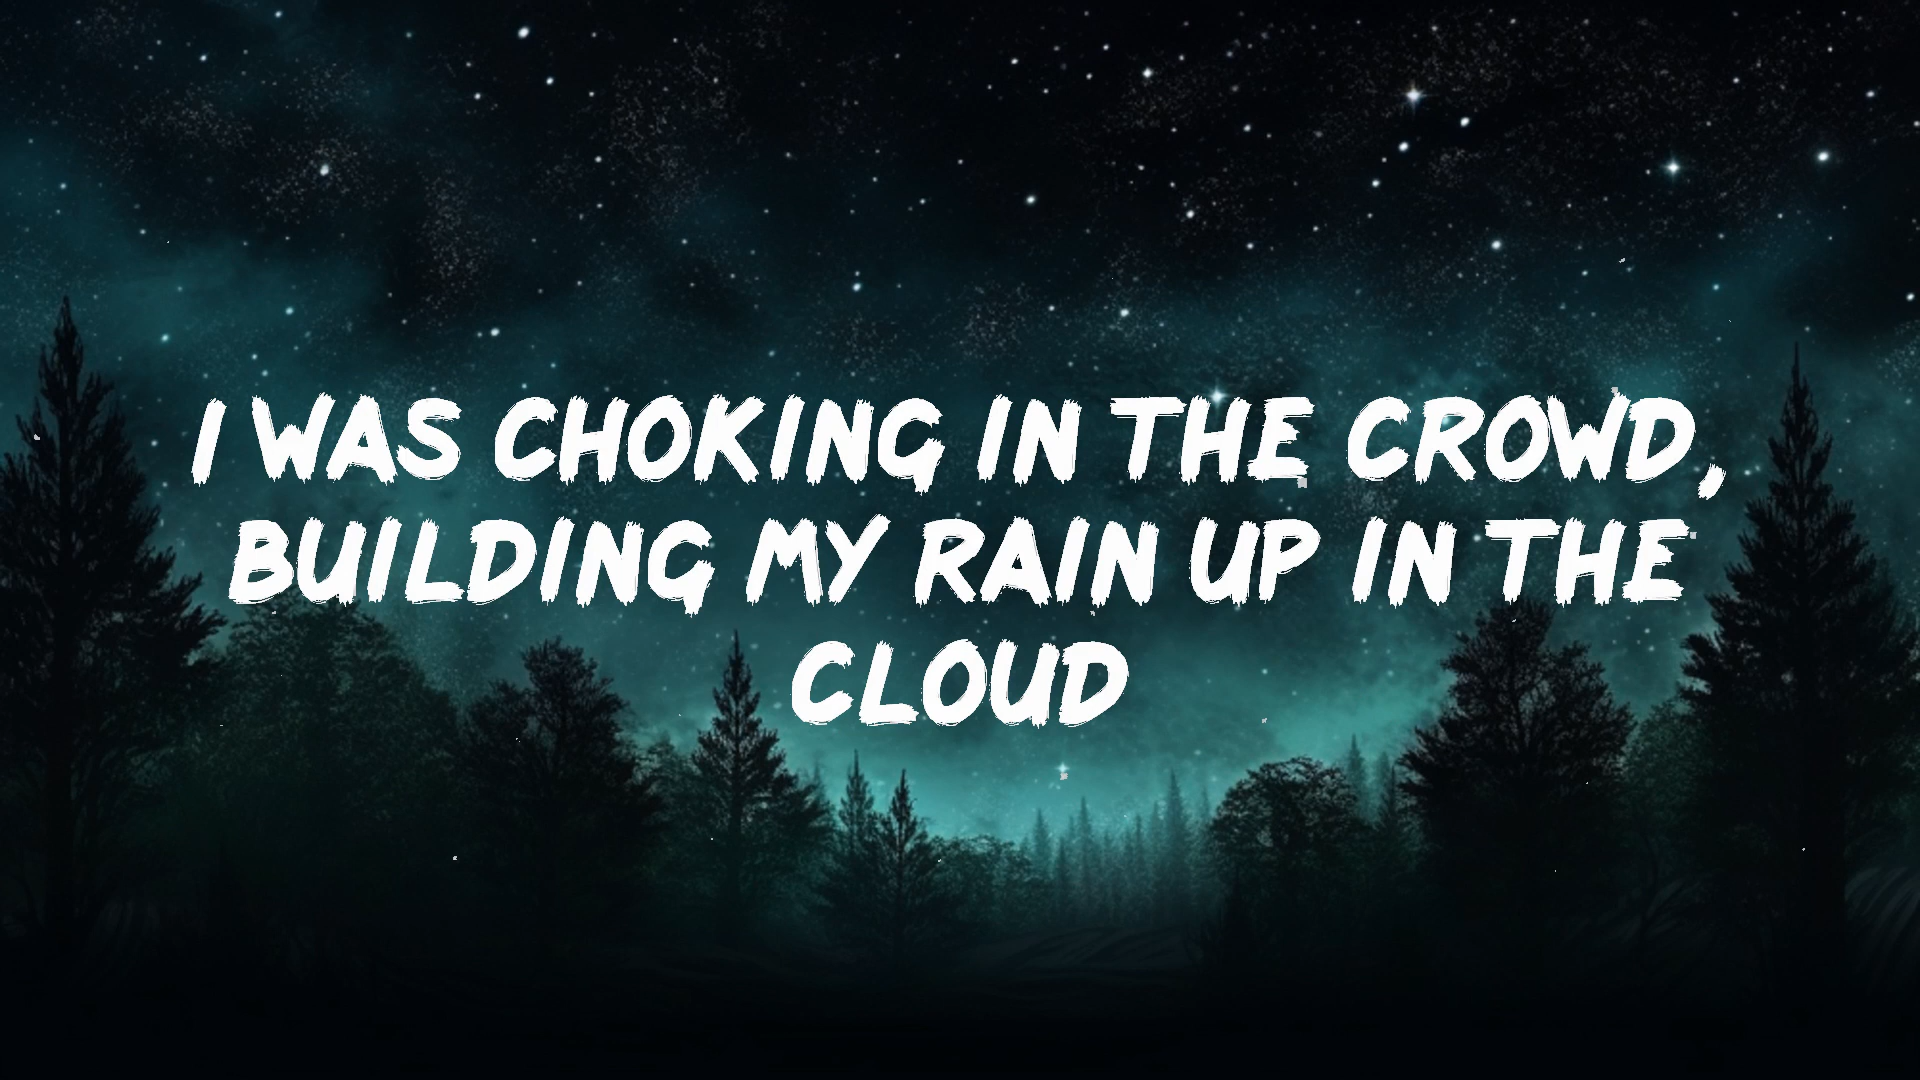 I WAS CHOKING IN THE CROWD,
BUILDING MY RAIN UP IN THE
CLOUD